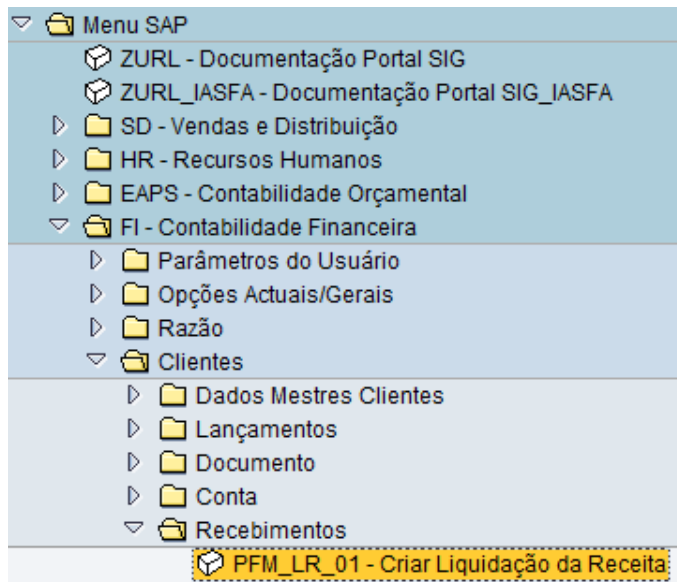 Menu SAP
ZURL - Documentação Portal SIG
ZURL_IASFA - Documentação Portal SIG_IASFA
SD - Vendas e Distribuição
HR - Recursos Humanos
EAPS - Contabilidade Orçamental
FI - Contabilidade Financeira
Parâmetros do Usuário
Opções Actuais/Gerais
Razão
Clientes
Dados Mestres Clientes
Lançamentos
Documento
Conta
Recebimentos
PFM_LR_01 - Criar Liquidação da Receita